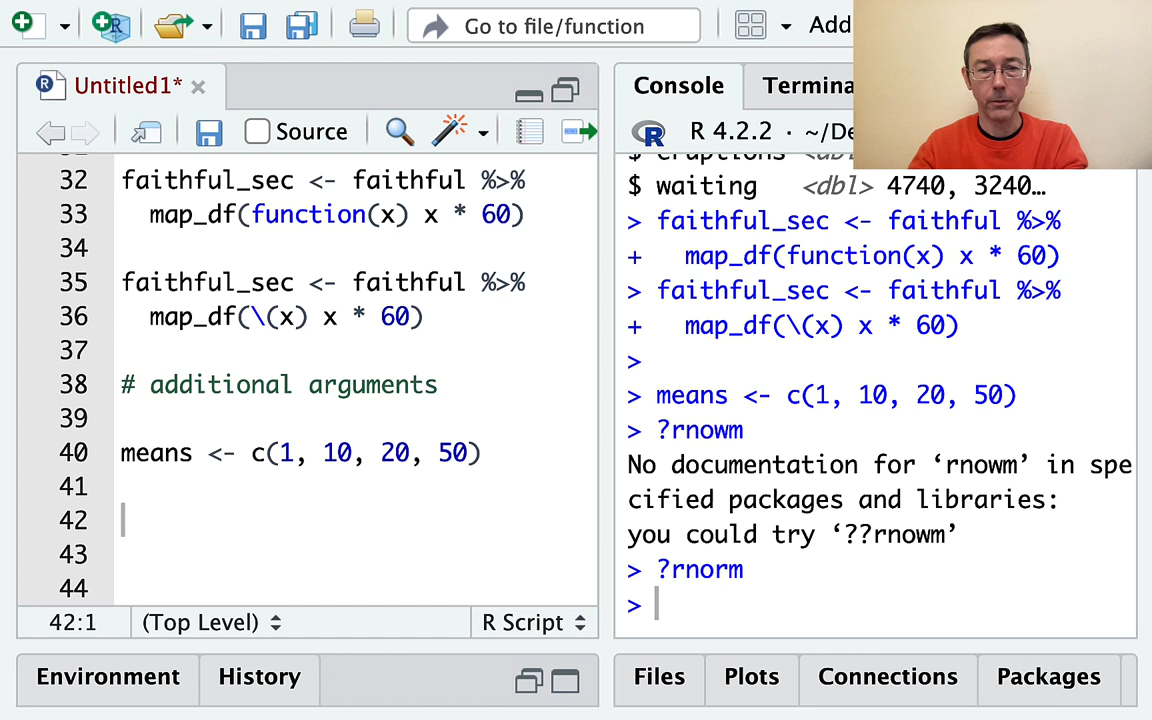 Go to file/function
Add
Untitled1*
Source
32 faithful_sec <- faithful %>%
33 map_df(function(x) x * 60)
34
35 faithful_sec <- faithful %>%
36 map_df(\(x) x * 60)
37
38 # additional arguments
39
40 means <- c(1, 10, 20, 50)
41
42
43
44
42:1 (Top Level) R Script
Environment History
Console Termina
R 4.2.2 · ~/De
$ eruptions <dbl>
$ waiting <dbl> 4740, 3240…
> faithful_sec <- faithful %>%
+ map_df(function(x) x * 60)
> faithful_sec <- faithful %>%
+ map_df(\(x) x * 60)
>
> means <- c(1, 10, 20, 50)
> ?rnowm
No documentation for ‘rnowm’ in spe
cified packages and libraries:
you could try ‘??rnowm’
> ?rnorm
>
Files Plots Connections Packages